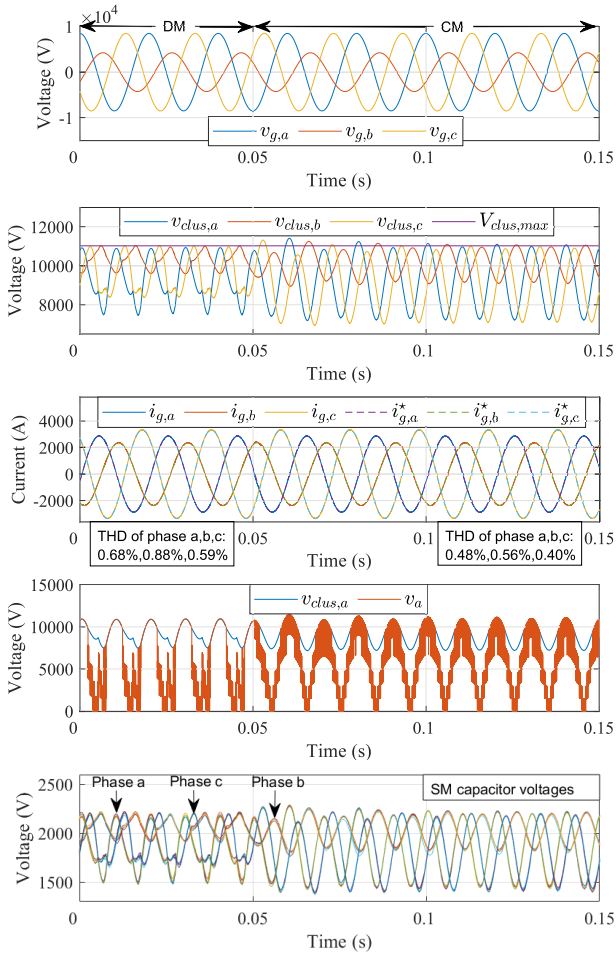 ×10⁴
DM
CM
1
0
-1
Voltage (V)
v_{g,a} v_{g,b} v_{g,c}
0 0.05 0.1 0.15
Time (s)
v_{clus,a} v_{clus,b} v_{clus,c} V_{clus,max}
12000
10000
8000
Voltage (V)
0 0.05 0.1 0.15
Time (s)
i_{g,a} i_{g,b} i_{g,c} i*_{g,a} i*_{g,b} i*_{g,c}
4000
2000
0
-2000
Current (A)
0 0.05 0.1 0.15
THD of phase a,b,c:
0.68%,0.88%,0.59%
THD of phase a,b,c:
0.48%,0.56%,0.40%
Time (s)
v_{clus,a} v_a
15000
10000
5000
0
Voltage (V)
0 0.05 0.1 0.15
Time (s)
Phase a
Phase c
Phase b
SM capacitor voltages
2500
2000
1500
Voltage (V)
0 0.05 0.1 0.15
Time (s)